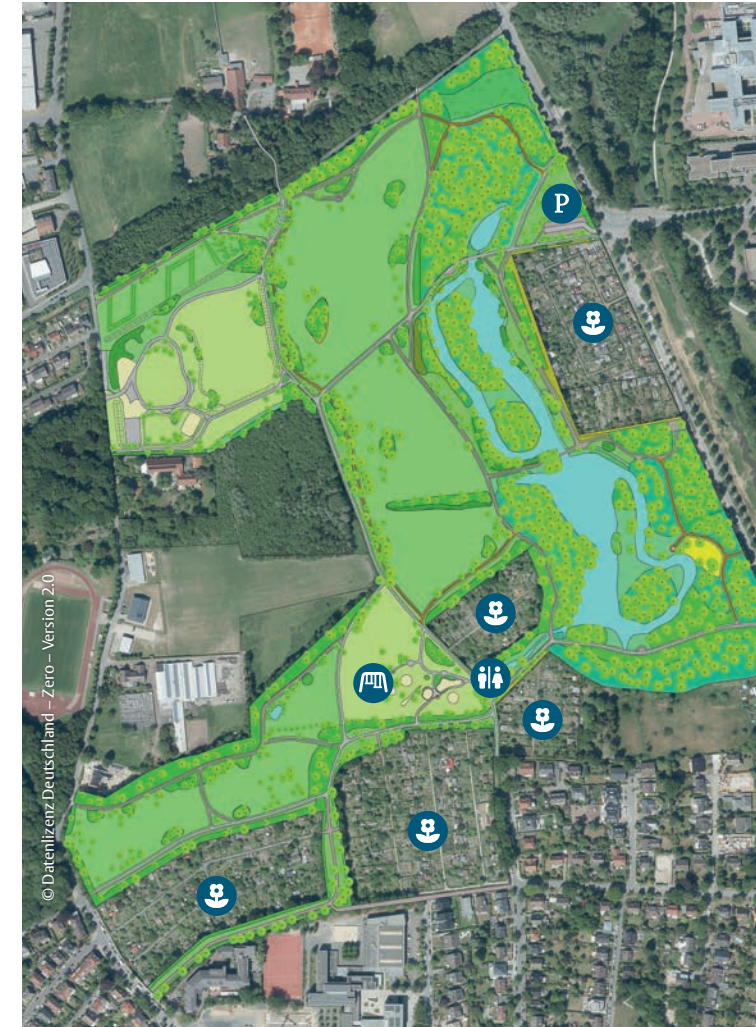 P
© Datenlizenz Deutschland – Zero – Version 2.0